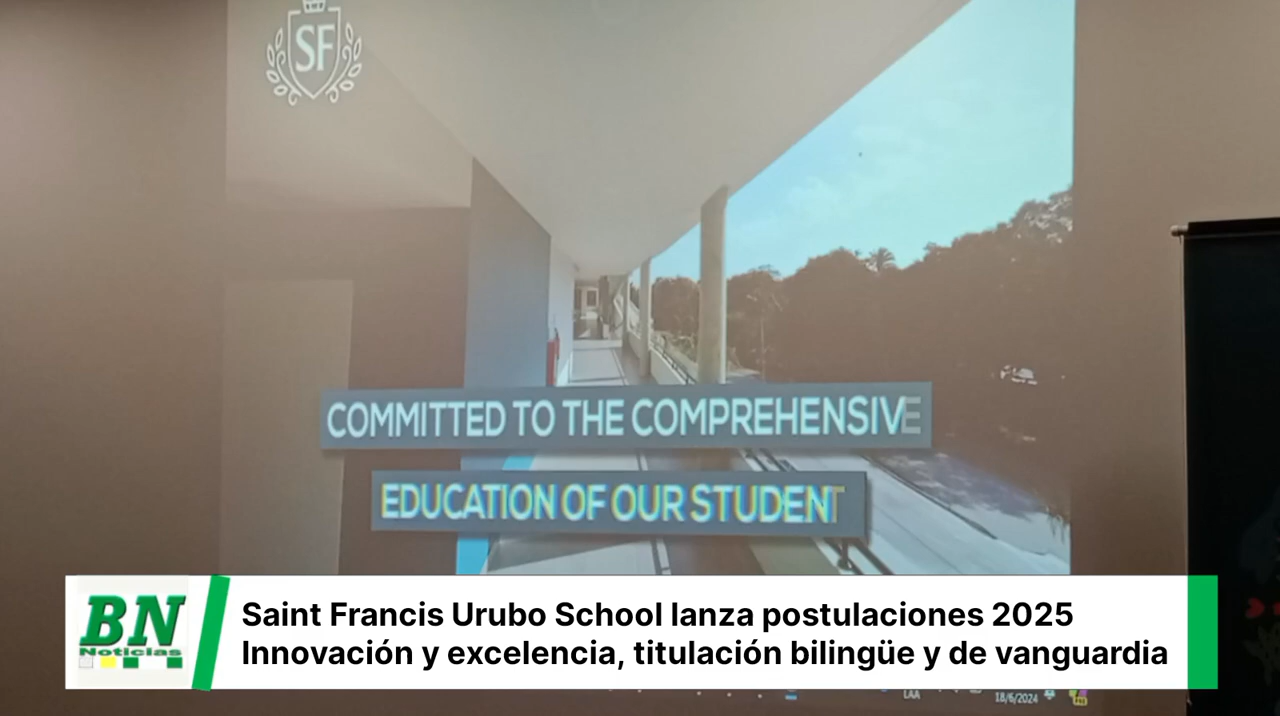 SF
COMMITTED TO THE COMPREHENSIVE
EDUCATION OF OUR STUDENT
BN
Noticias
Saint Francis Urubo School lanza postulaciones 2025
Innovación y excelencia, titulación bilingüe y de vanguardia
LAA
18/6/2024